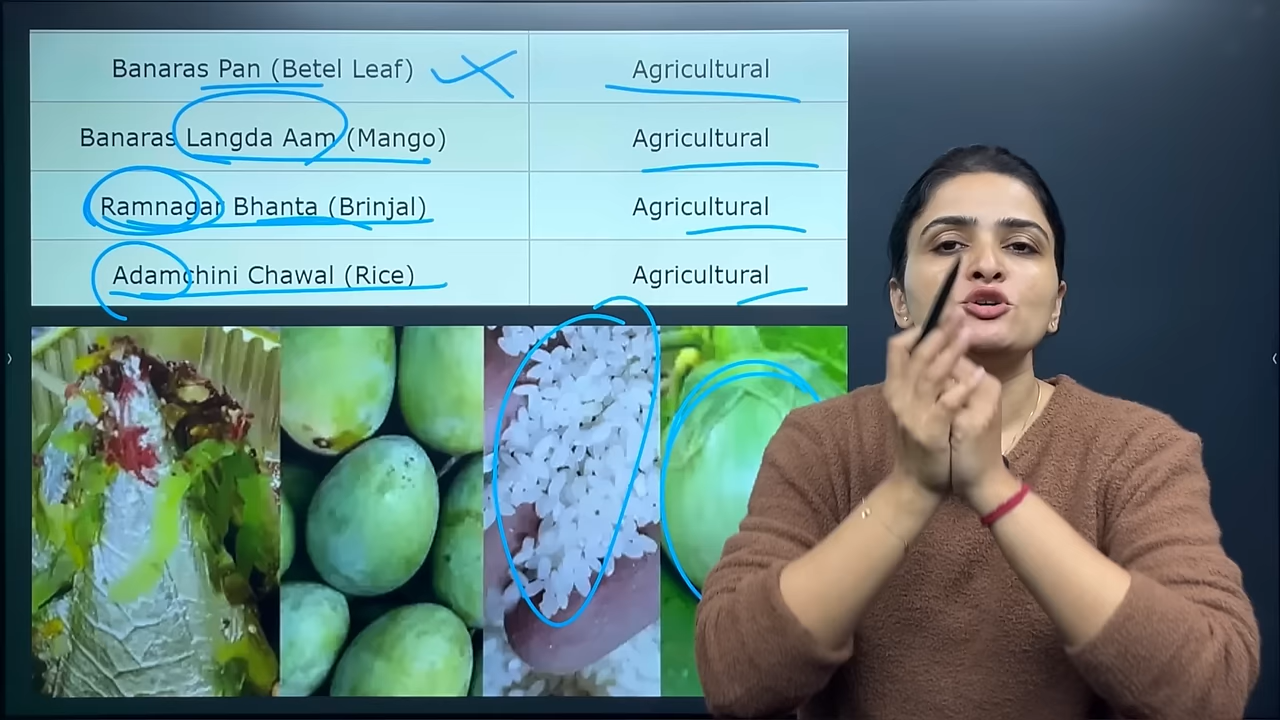 Banaras Pan (Betel Leaf) Agricultural
Banaras Langda Aam (Mango) Agricultural
Ramnagar Bhanta (Brinjal) Agricultural
Adamchini Chawal (Rice) Agricultural